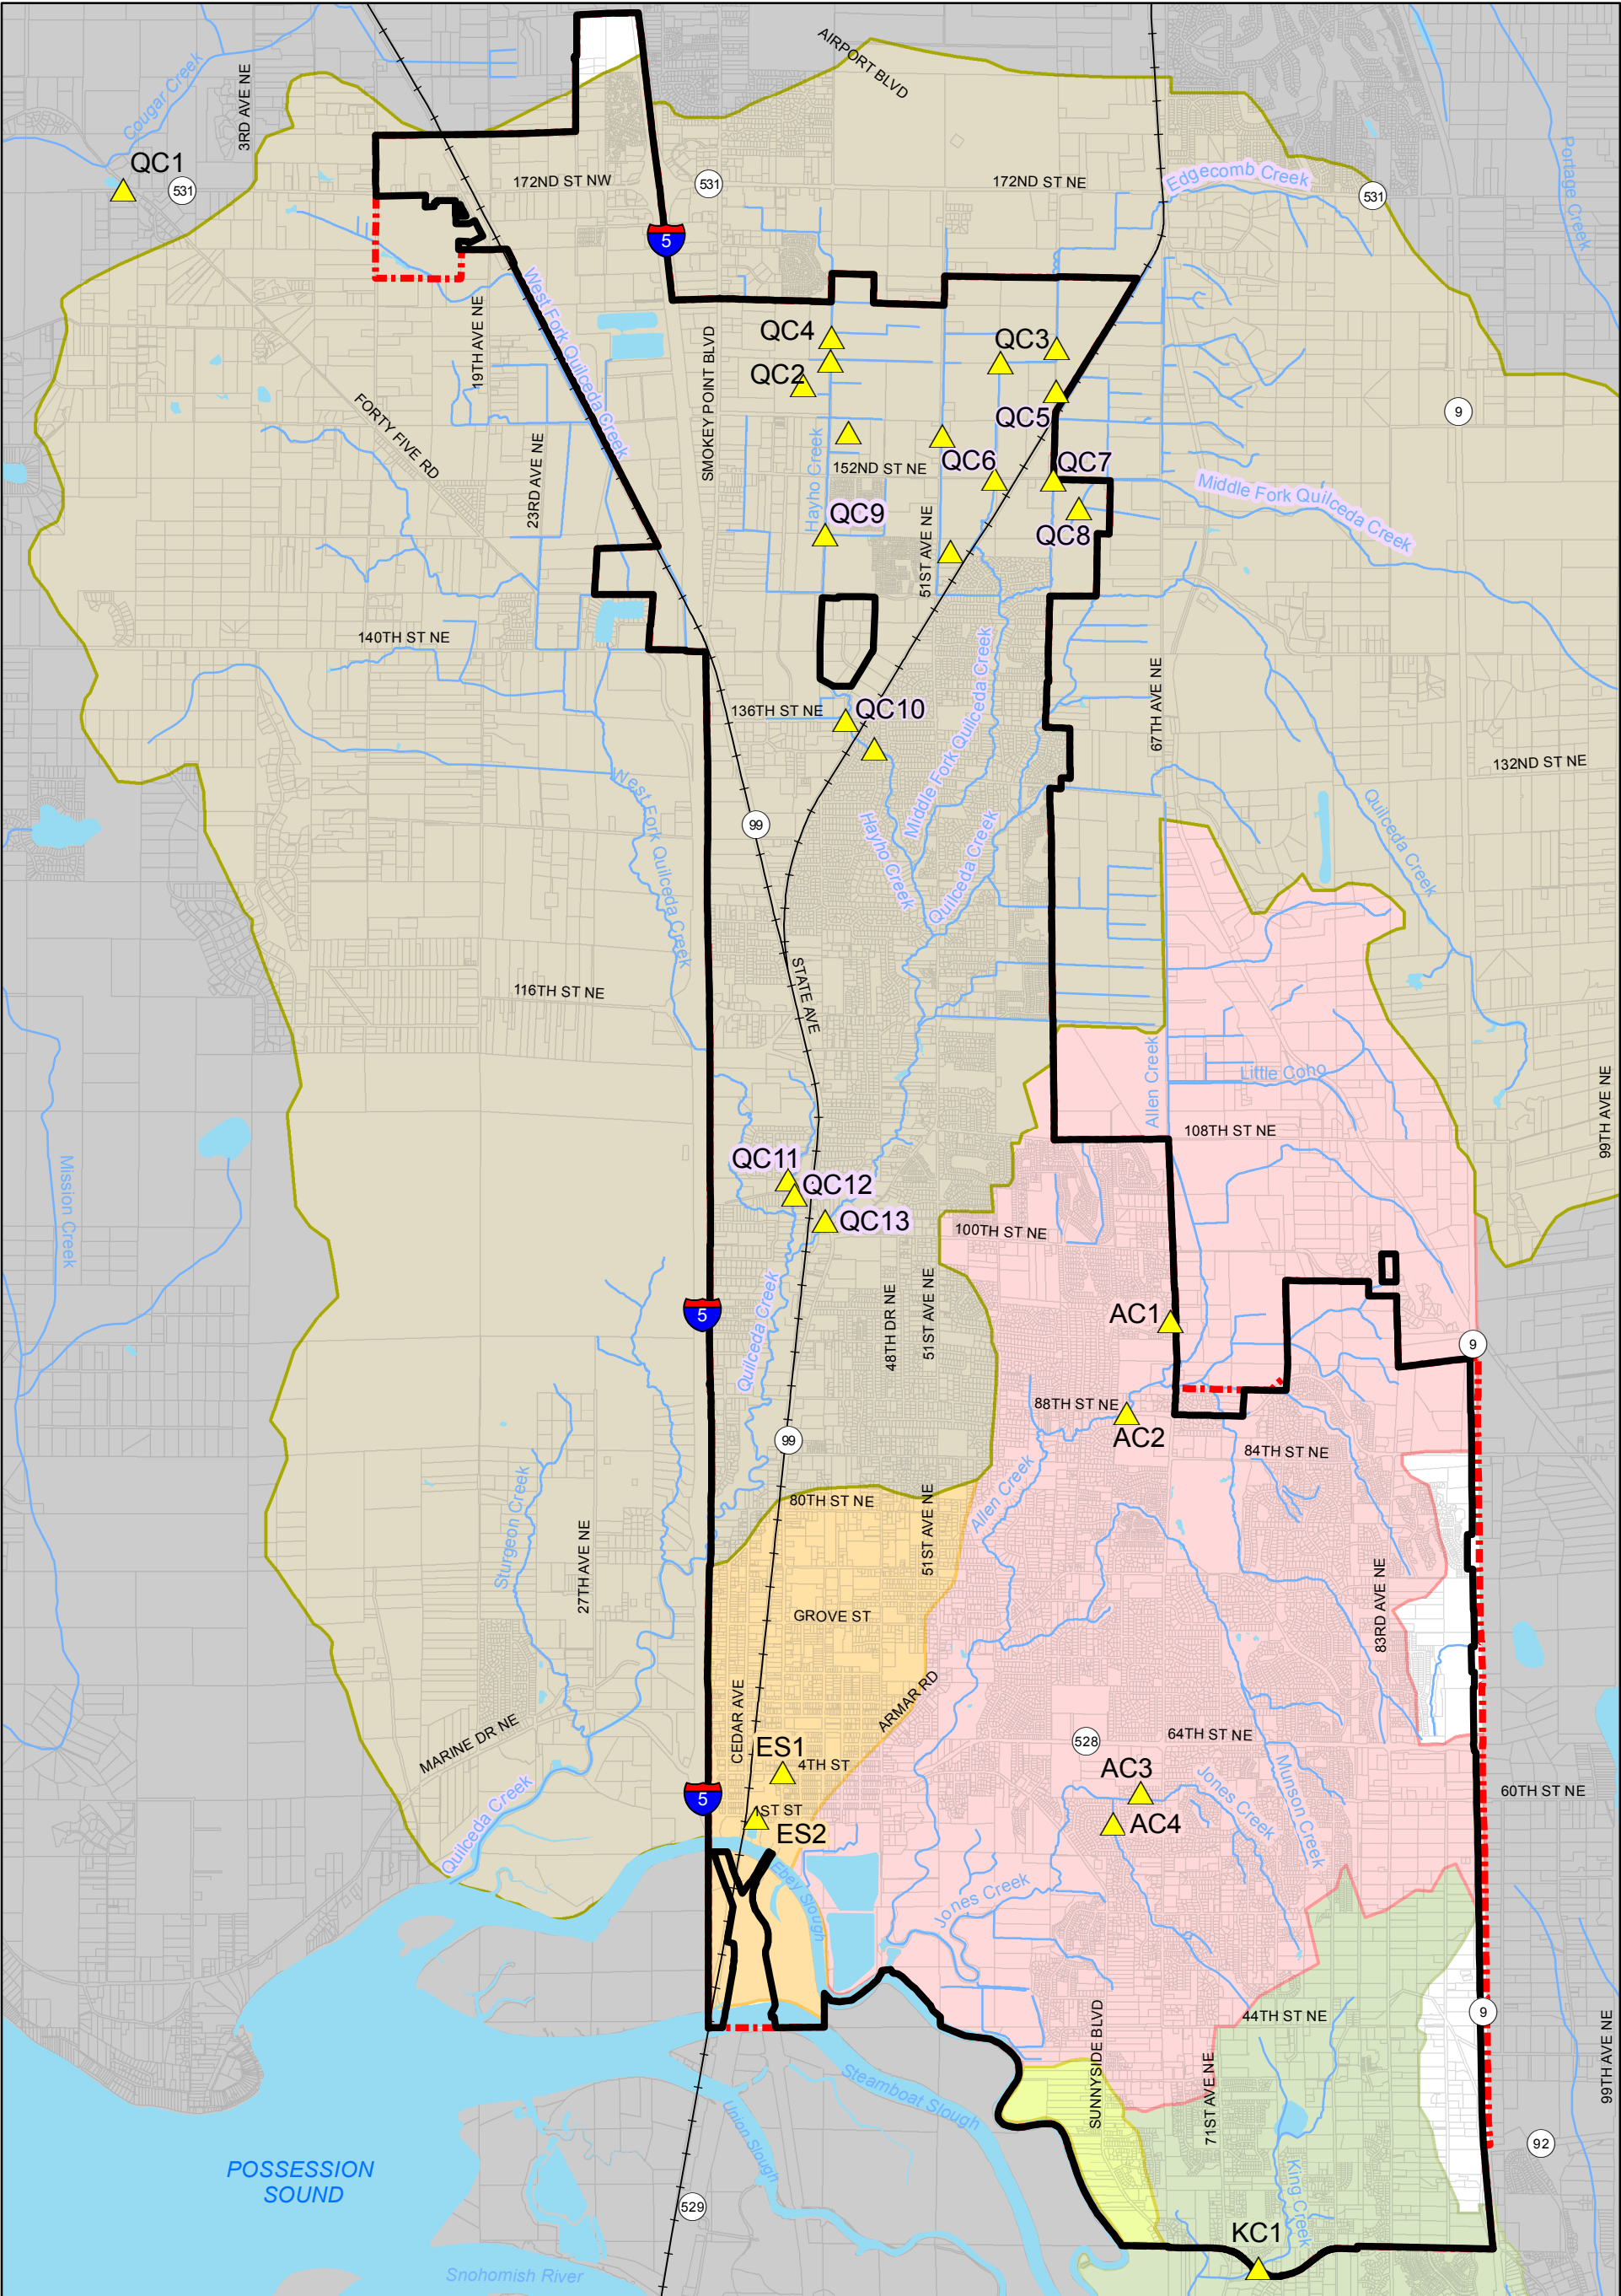 AIRPORT BLVD
Cougar Creek
3RD AVE NE
Portage Creek
QC1
531
172ND ST NW
531
172ND ST NE
Edgecomb Creek
531
5
West Fork Quilceda Creek
19TH AVE NE
SMOKEY POINT BLVD
QC4
QC3
QC2
QC5
9
FORTY FIVE RD
23RD AVE NE
Hayho Creek
152ND ST NE
QC6
QC7
Middle Fork Quilceda Creek
QC9
51ST AVE NE
QC8
140TH ST NE
Middle Fork Quilceda Creek
67TH AVE NE
136TH ST NE
QC10
132ND ST NE
West Fork Quilceda Creek
99
Hayho Creek
Quilceda Creek
Quilceda Creek
STATE AVE
116TH ST NE
Allen Creek
Little Coho
99TH AVE NE
108TH ST NE
Mission Creek
QC11
QC12
QC13
100TH ST NE
Quilceda Creek
48TH DR NE
51ST AVE NE
5
AC1
9
88TH ST NE
AC2
99
84TH ST NE
Sturgeon Creek
27TH AVE NE
80TH ST NE
51ST AVE NE
Allen Creek
GROVE ST
83RD AVE NE
CEDAR AVE
ARMAR RD
MARINE DR NE
528
64TH ST NE
ES1
4TH ST
AC3
Jones Creek
Munson Creek
60TH ST NE
5
1ST ST
ES2
AC4
Quilceda Creek
Ebey Slough
Jones Creek
9
44TH ST NE
SUNNYSIDE BLVD
71ST AVE NE
99TH AVE NE
Steamboat Slough
Union Slough
92
POSSESSION
SOUND
King Creek
529
KC1
Snohomish River